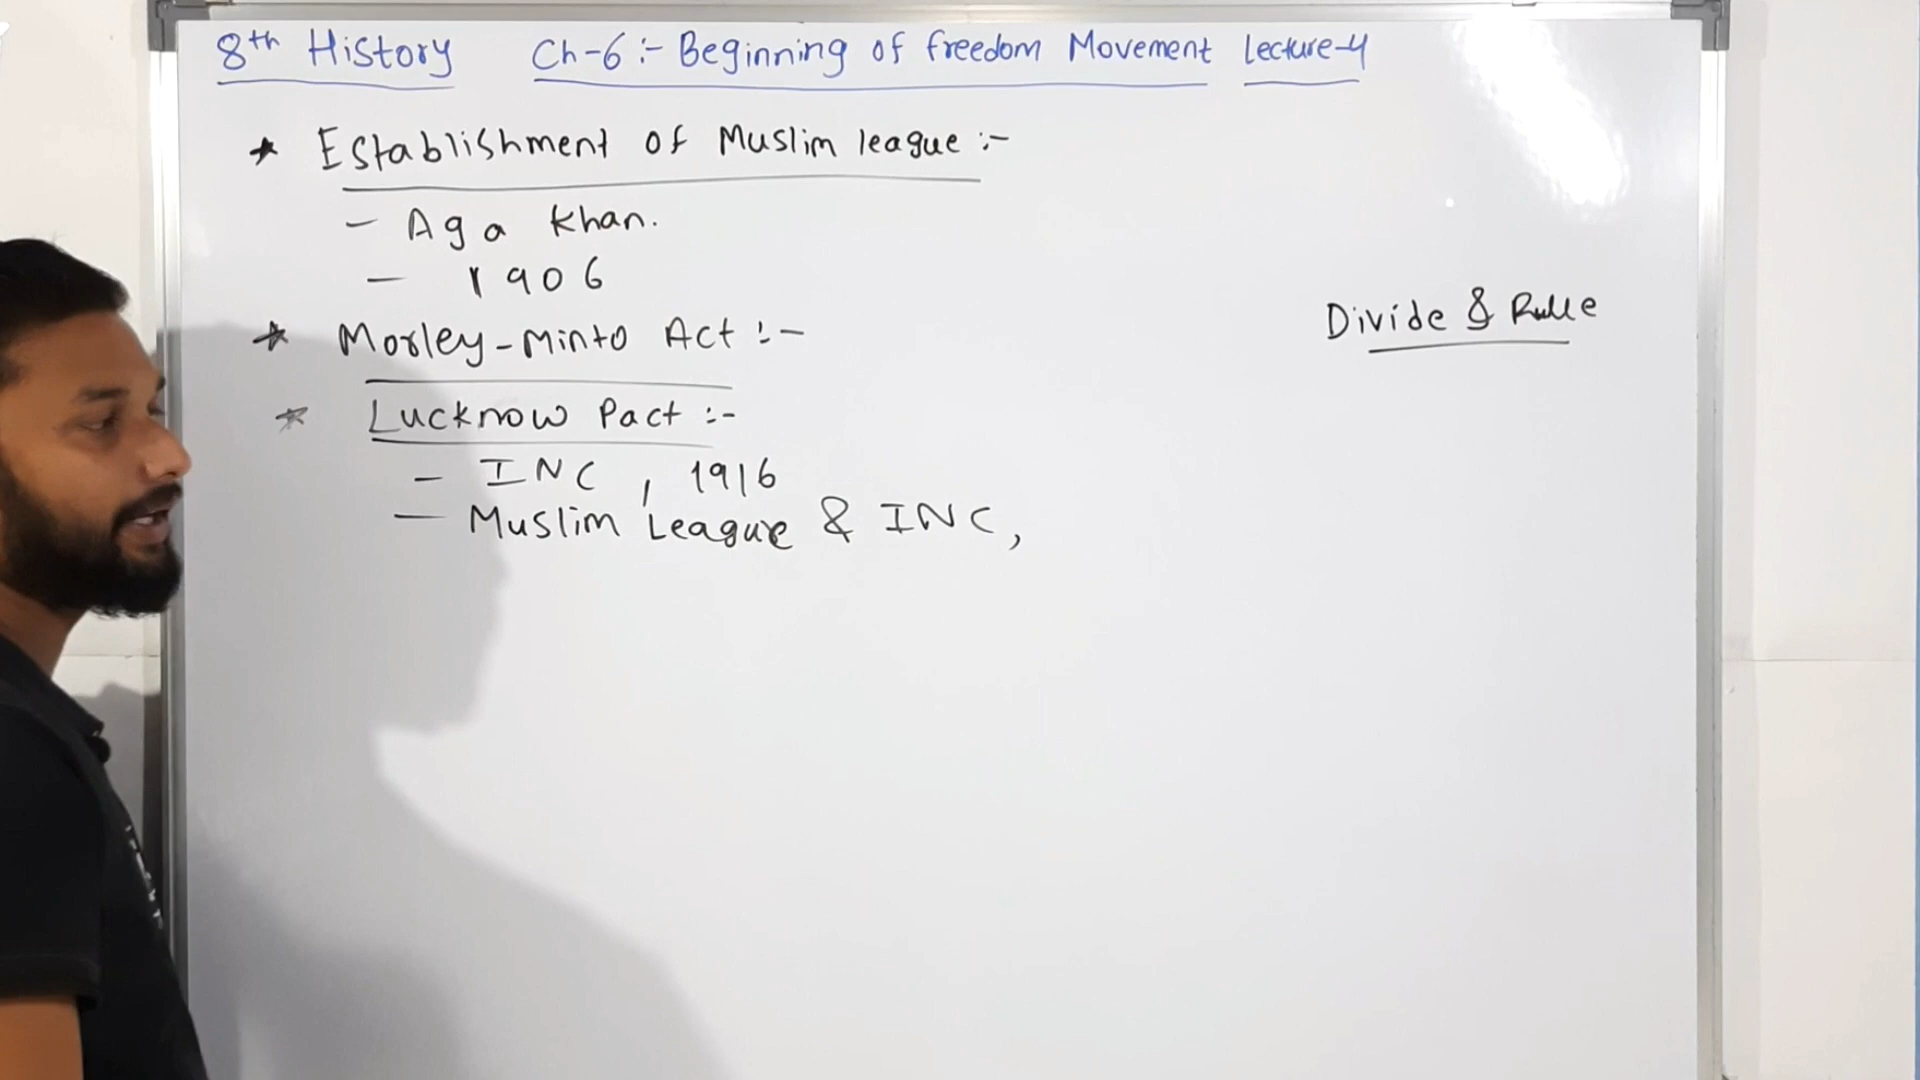 8th History Ch-6:- Beginning of freedom Movement Lecture-4
* Establishment of Muslim league :-
- Aga Khan.
- 1906
* Morley-Minto Act :-
Divide & Rule
* Lucknow Pact :-
- INC, 1916
- Muslim League & INC,